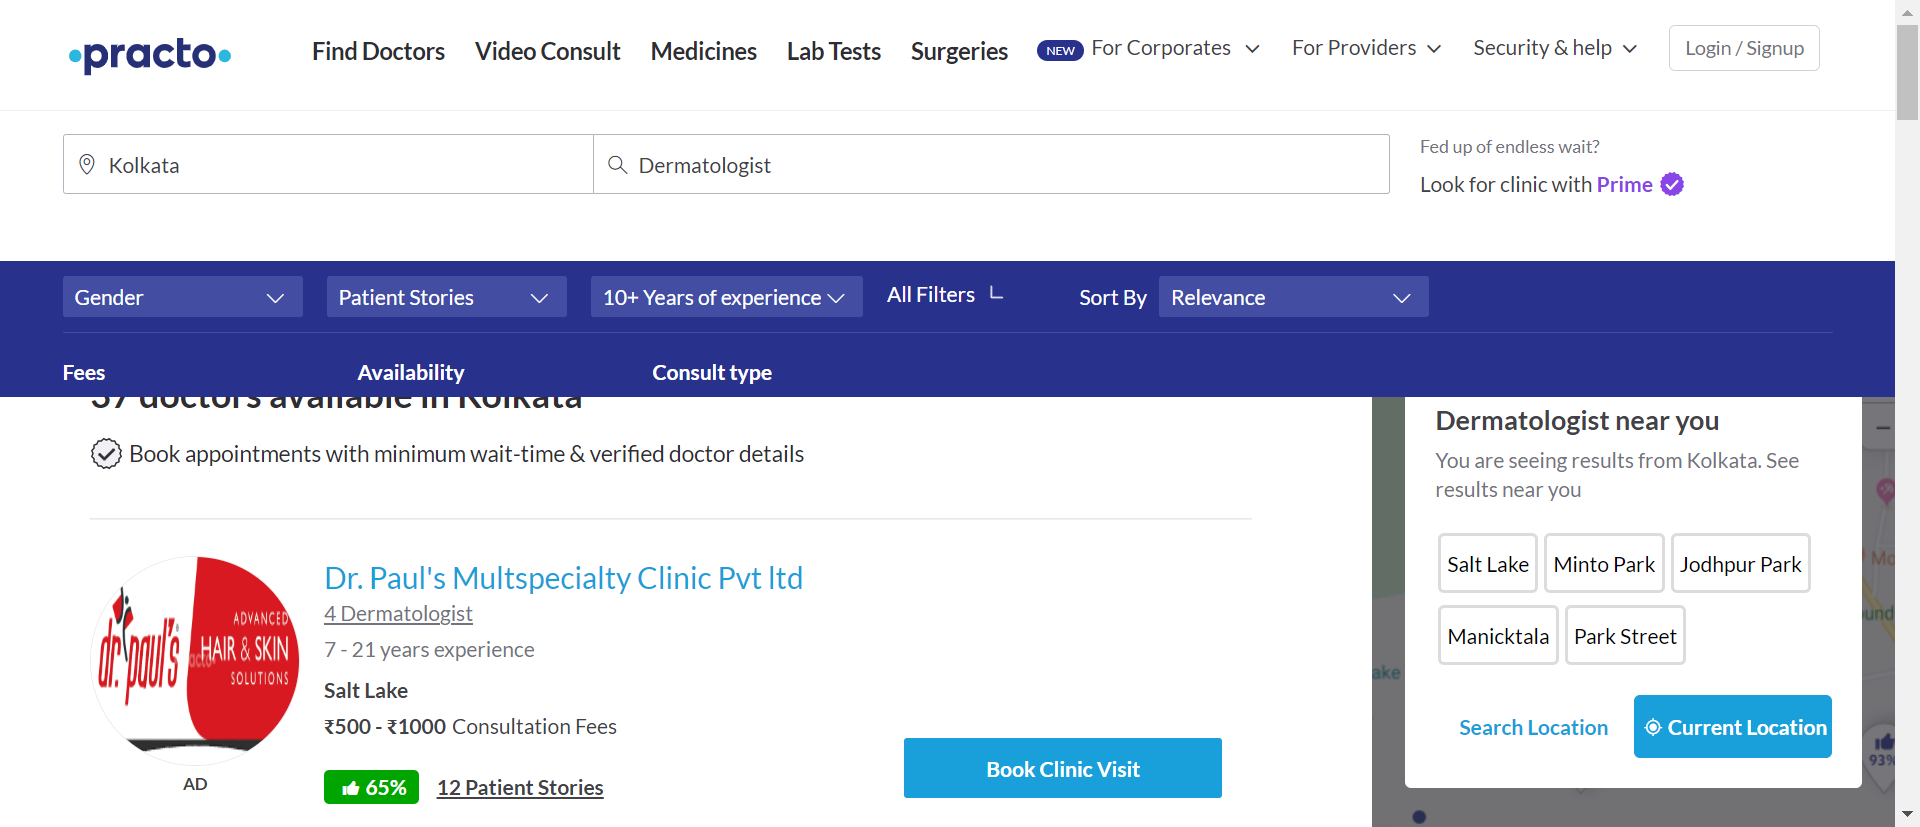 practo
Find Doctors
Video Consult
Medicines
Lab Tests
Surgeries
NEW
For Corporates
For Providers
Security & help
Login / Signup
Kolkata
Dermatologist
Fed up of endless wait?
Look for clinic with Prime
Gender
Patient Stories
10+ Years of experience
All Filters
Sort By
Relevance
Fees
Availability
Consult type
doctors available in Kolkata
Book appointments with minimum wait-time & verified doctor details
dr. paul's
ADVANCED
HAIR & SKIN
SOLUTIONS
AD
Dr. Paul's Multspecialty Clinic Pvt ltd
4 Dermatologist
7 - 21 years experience
Salt Lake
₹500 - ₹1000 Consultation Fees
65%
12 Patient Stories
Book Clinic Visit
Dermatologist near you
You are seeing results from Kolkata. See
results near you
Salt Lake
Minto Park
Jodhpur Park
Manicktala
Park Street
Search Location
Current Location
93%